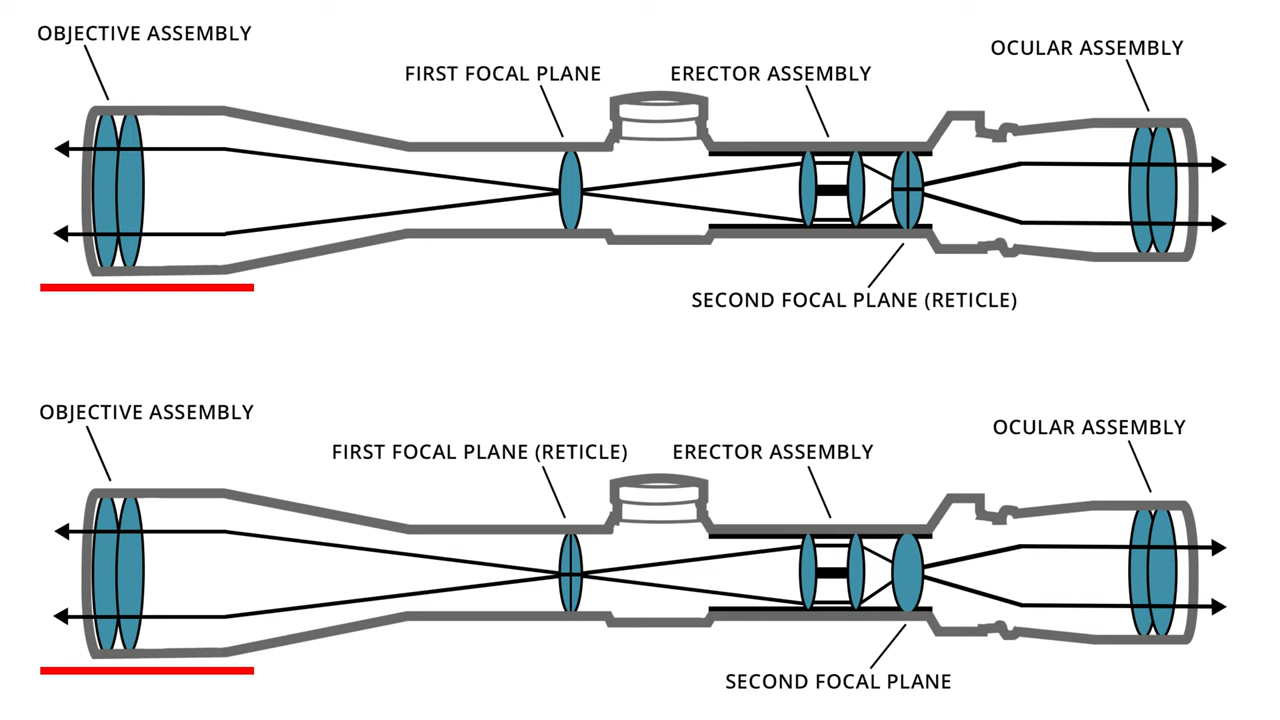 OBJECTIVE ASSEMBLY
OCULAR ASSEMBLY
FIRST FOCAL PLANE
ERECTOR ASSEMBLY
SECOND FOCAL PLANE (RETICLE)
OBJECTIVE ASSEMBLY
OCULAR ASSEMBLY
FIRST FOCAL PLANE (RETICLE)
ERECTOR ASSEMBLY
SECOND FOCAL PLANE